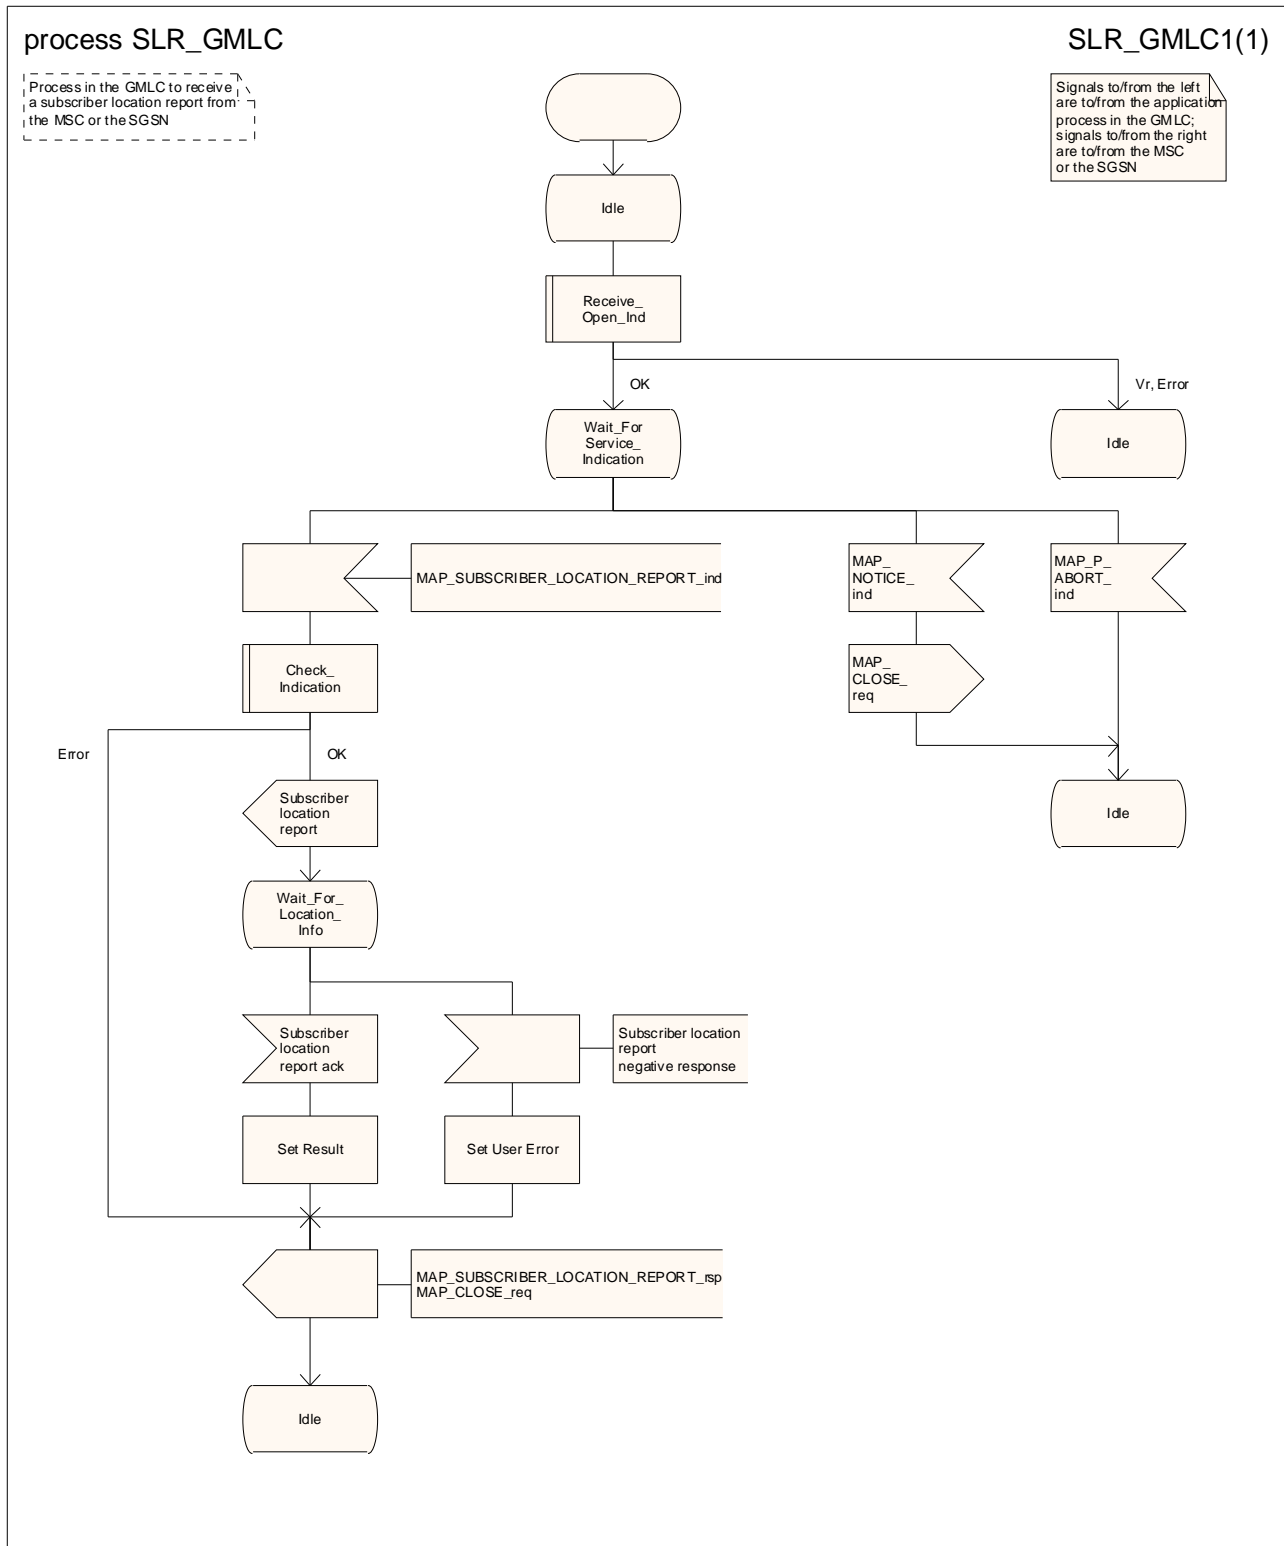 process SLR_GMLC
SLR_GMLC1(1)
Process in the GMLC to receive
a subscriber location report from
the MSC or the SGSN
Signals to/from the left
are to/from the application
process in the GMLC;
signals to/from the right
are to/from the MSC
or the SGSN
Idle
Receive_
Open_Ind
OK
Vr, Error
Wait_For
Service_
Indication
Idle
MAP_SUBSCRIBER_LOCATION_REPORT_ind
MAP_
NOTICE_
ind
MAP_P_
ABORT_
ind
Check_
Indication
MAP_
CLOSE_
req
Error
OK
Subscriber
location
report
Idle
Wait_For_
Location_
Info
Subscriber
location
report ack
Subscriber location
report
negative response
Set Result
Set User Error
MAP_SUBSCRIBER_LOCATION_REPORT_rsp
MAP_CLOSE_req
Idle